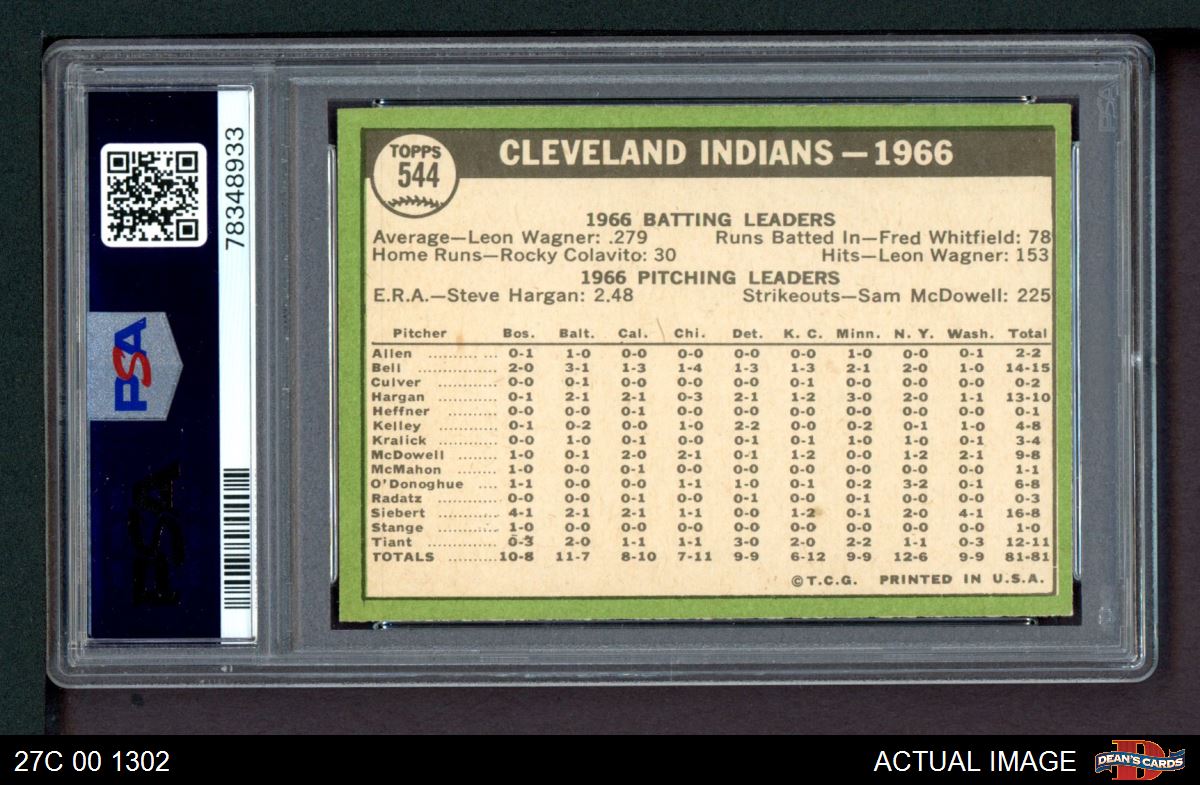 TOPPS
544
CLEVELAND INDIANS — 1966
1966 BATTING LEADERS
Average—Leon Wagner: .279 Runs Batted In—Fred Whitfield: 78
Home Runs—Rocky Colavito: 30 Hits—Leon Wagner: 153
1966 PITCHING LEADERS
E.R.A.—Steve Hargan: 2.48 Strikeouts—Sam McDowell: 225
Pitcher Bos. Balt. Cal. Chi. Det. K. C. Minn. N. Y. Wash. Total
Allen ............ 0-1 1-0 0-0 0-0 0-0 0-0 1-0 0-0 0-1 2-2
Bell .............. 2-0 3-1 1-3 1-4 1-3 1-3 2-1 2-0 1-0 14-15
Culver .......... 0-0 0-1 0-0 0-0 0-0 0-1 0-0 0-0 0-0 0-2
Hargan .......... 0-1 2-1 2-1 0-3 2-1 1-2 3-0 2-0 1-1 13-10
Heffner ........ 0-0 0-0 0-1 0-0 0-0 0-0 0-0 0-0 0-0 0-1
Kelley .......... 0-1 0-2 0-0 1-0 2-2 0-0 0-2 0-1 1-0 4-8
Kralick ........ 0-0 1-0 0-1 0-0 0-1 0-1 1-0 1-0 0-1 3-4
McDowell ...... 1-0 0-1 2-0 2-1 0-1 1-2 0-0 1-2 2-1 9-8
McMahon ...... 1-0 0-0 0-1 0-0 0-0 0-0 0-0 0-0 0-0 1-1
O'Donoghue .... 1-1 0-0 0-0 1-1 1-0 0-1 0-2 3-2 0-1 6-8
Radatz .......... 0-0 0-0 0-1 0-0 0-1 0-0 0-1 0-0 0-0 0-3
Siebert .......... 4-1 2-1 2-1 1-1 0-0 1-2 0-1 2-0 4-1 16-8
Stange .......... 1-0 0-0 0-0 0-0 0-0 0-0 0-0 0-0 0-0 1-0
Tiant ............ 0-3 2-0 1-1 1-1 3-0 2-0 2-2 1-1 0-3 12-11
TOTALS ........ 10-8 11-7 8-10 7-11 9-9 6-12 9-9 12-6 9-9 81-81
©T.C.G. PRINTED IN U.S.A.
78348933
PSA
PSA
PSA
27C 00 1302
ACTUAL IMAGE
D
DEAN'S CARDS